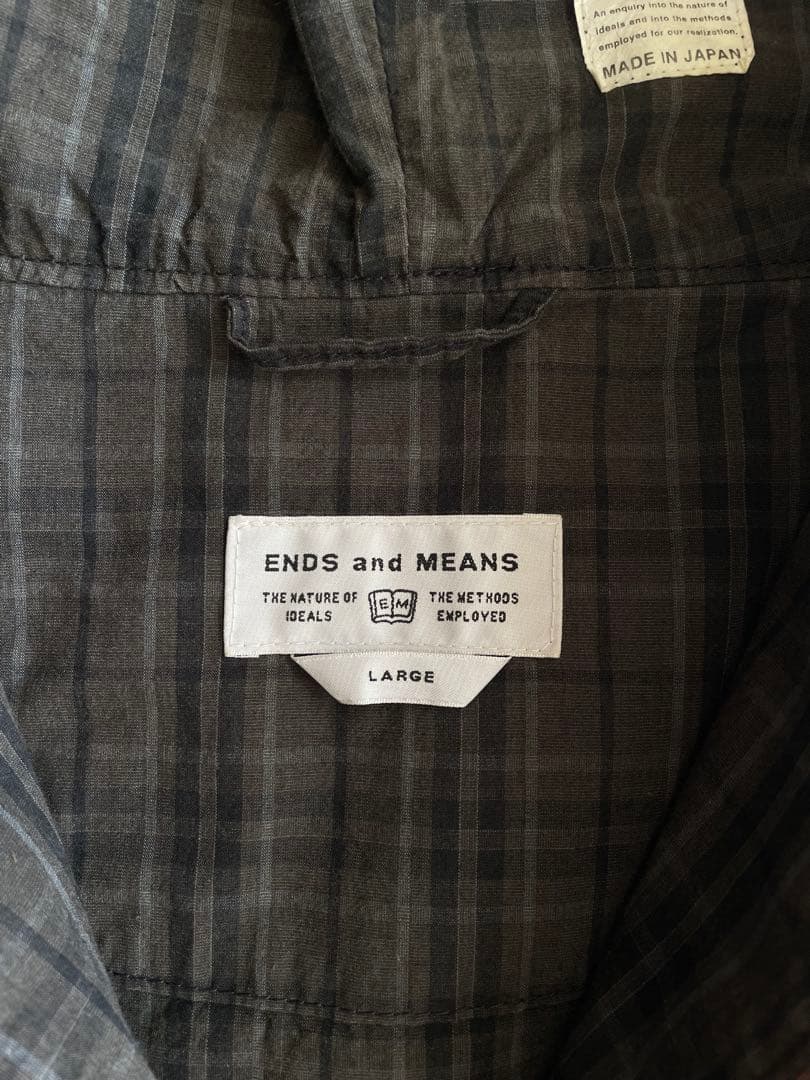 An enquiry into the nature of
ideals and into the methods
employed for our realization.
MADE IN JAPAN
ENDS and MEANS
THE NATURE OF
IDEALS
E M
THE METHODS
EMPLOYED
LARGE